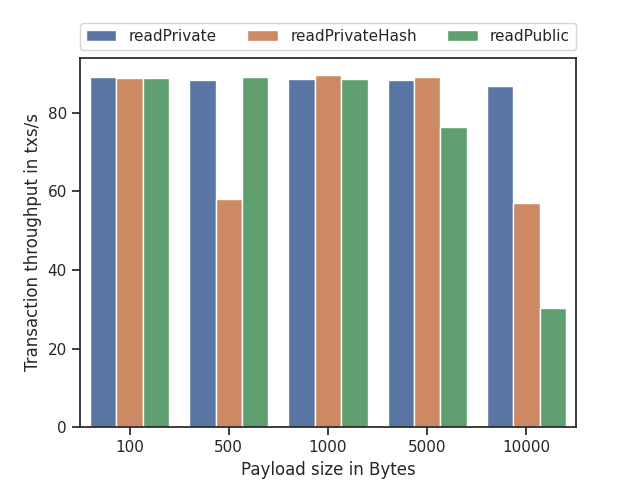 readPrivate readPrivateHash readPublic
Transaction throughput in txs/s
80
60
40
20
0
100 500 1000 5000 10000
Payload size in Bytes